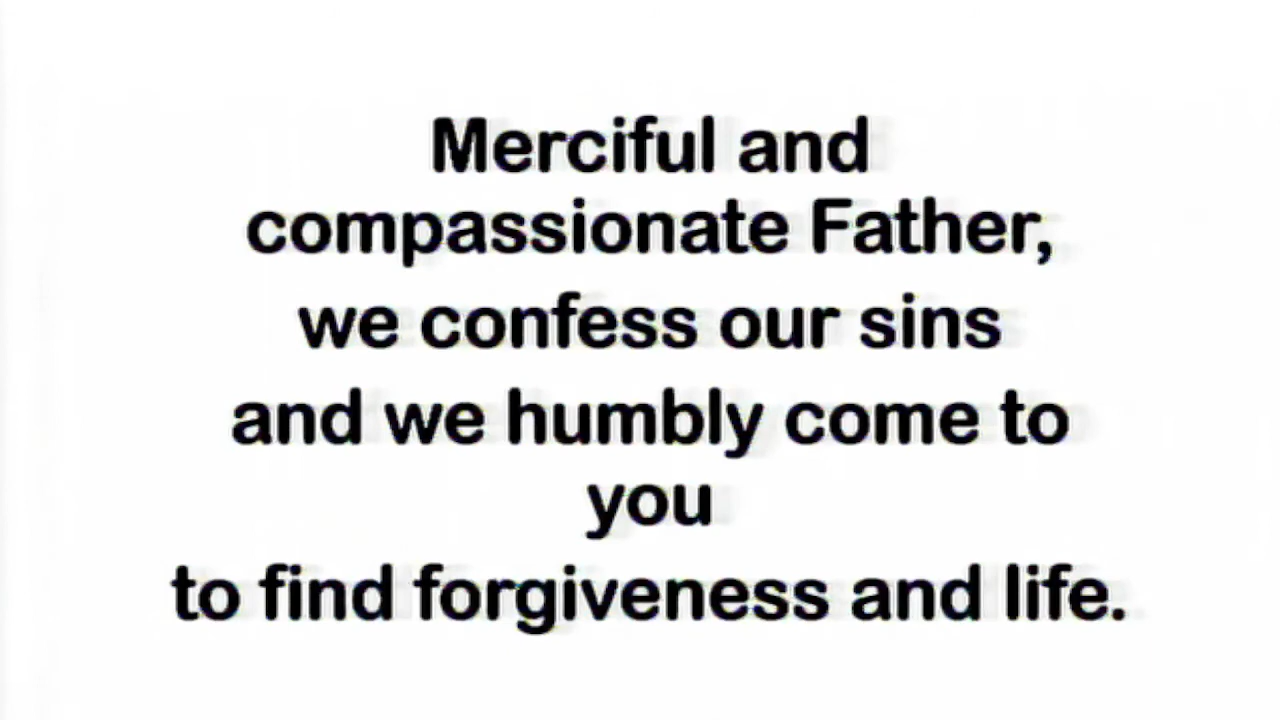 Merciful and
compassionate Father,
we confess our sins
and we humbly come to
you
to find forgiveness and life.